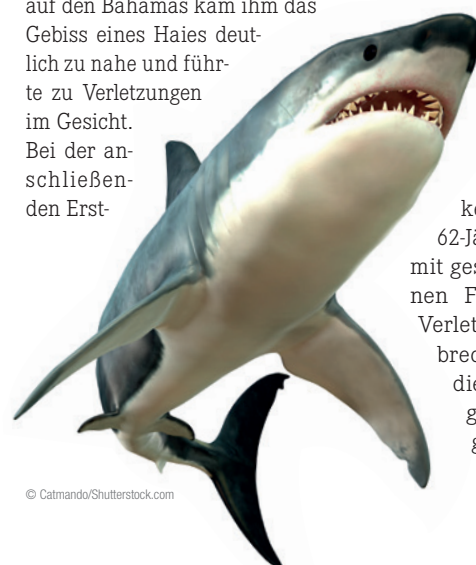 auf den Bahamas kam ihm das
Gebiss eines Haies deut-
lich zu nahe und führ-
te zu Verletzungen
im Gesicht.
Bei der an-
schließen-
den Erst-
62-Jä
mit ges
nen F
Verlet
brec
die
g
g
© Catmando/Shutterstock.com